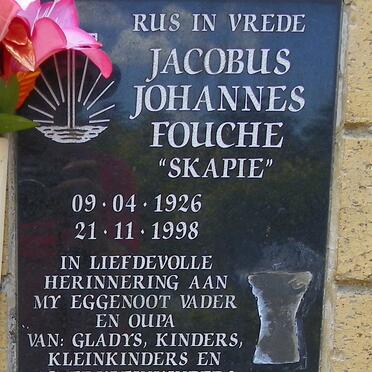 RUS IN VREDE
JACOBUS
JOHANNES
FOUCHE
"SKAPIE"
09·04·1926
21·11·1998
IN LIEFDEVOLLE
HERINNERING AAN
MY EGGENOOT VADER
EN OUPA
VAN: GLADYS, KINDERS,
KLEINKINDERS EN